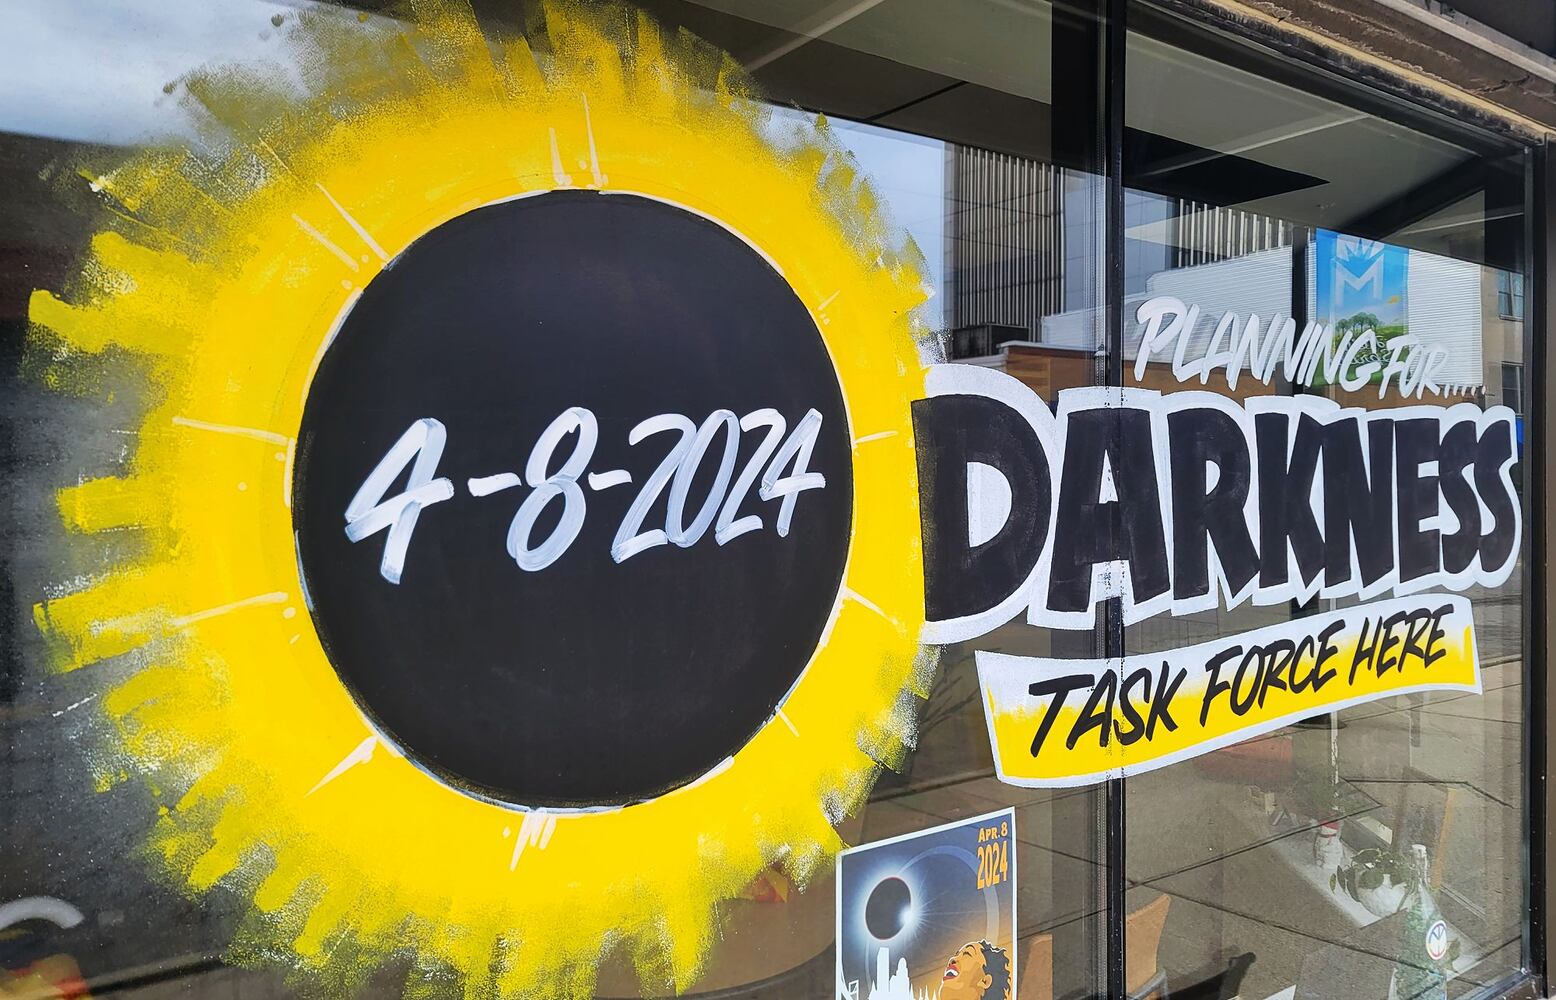 4-8-2024
PLANNING FOR.....
DARKNESS
TASK FORCE HERE
APR. 8
2024
M